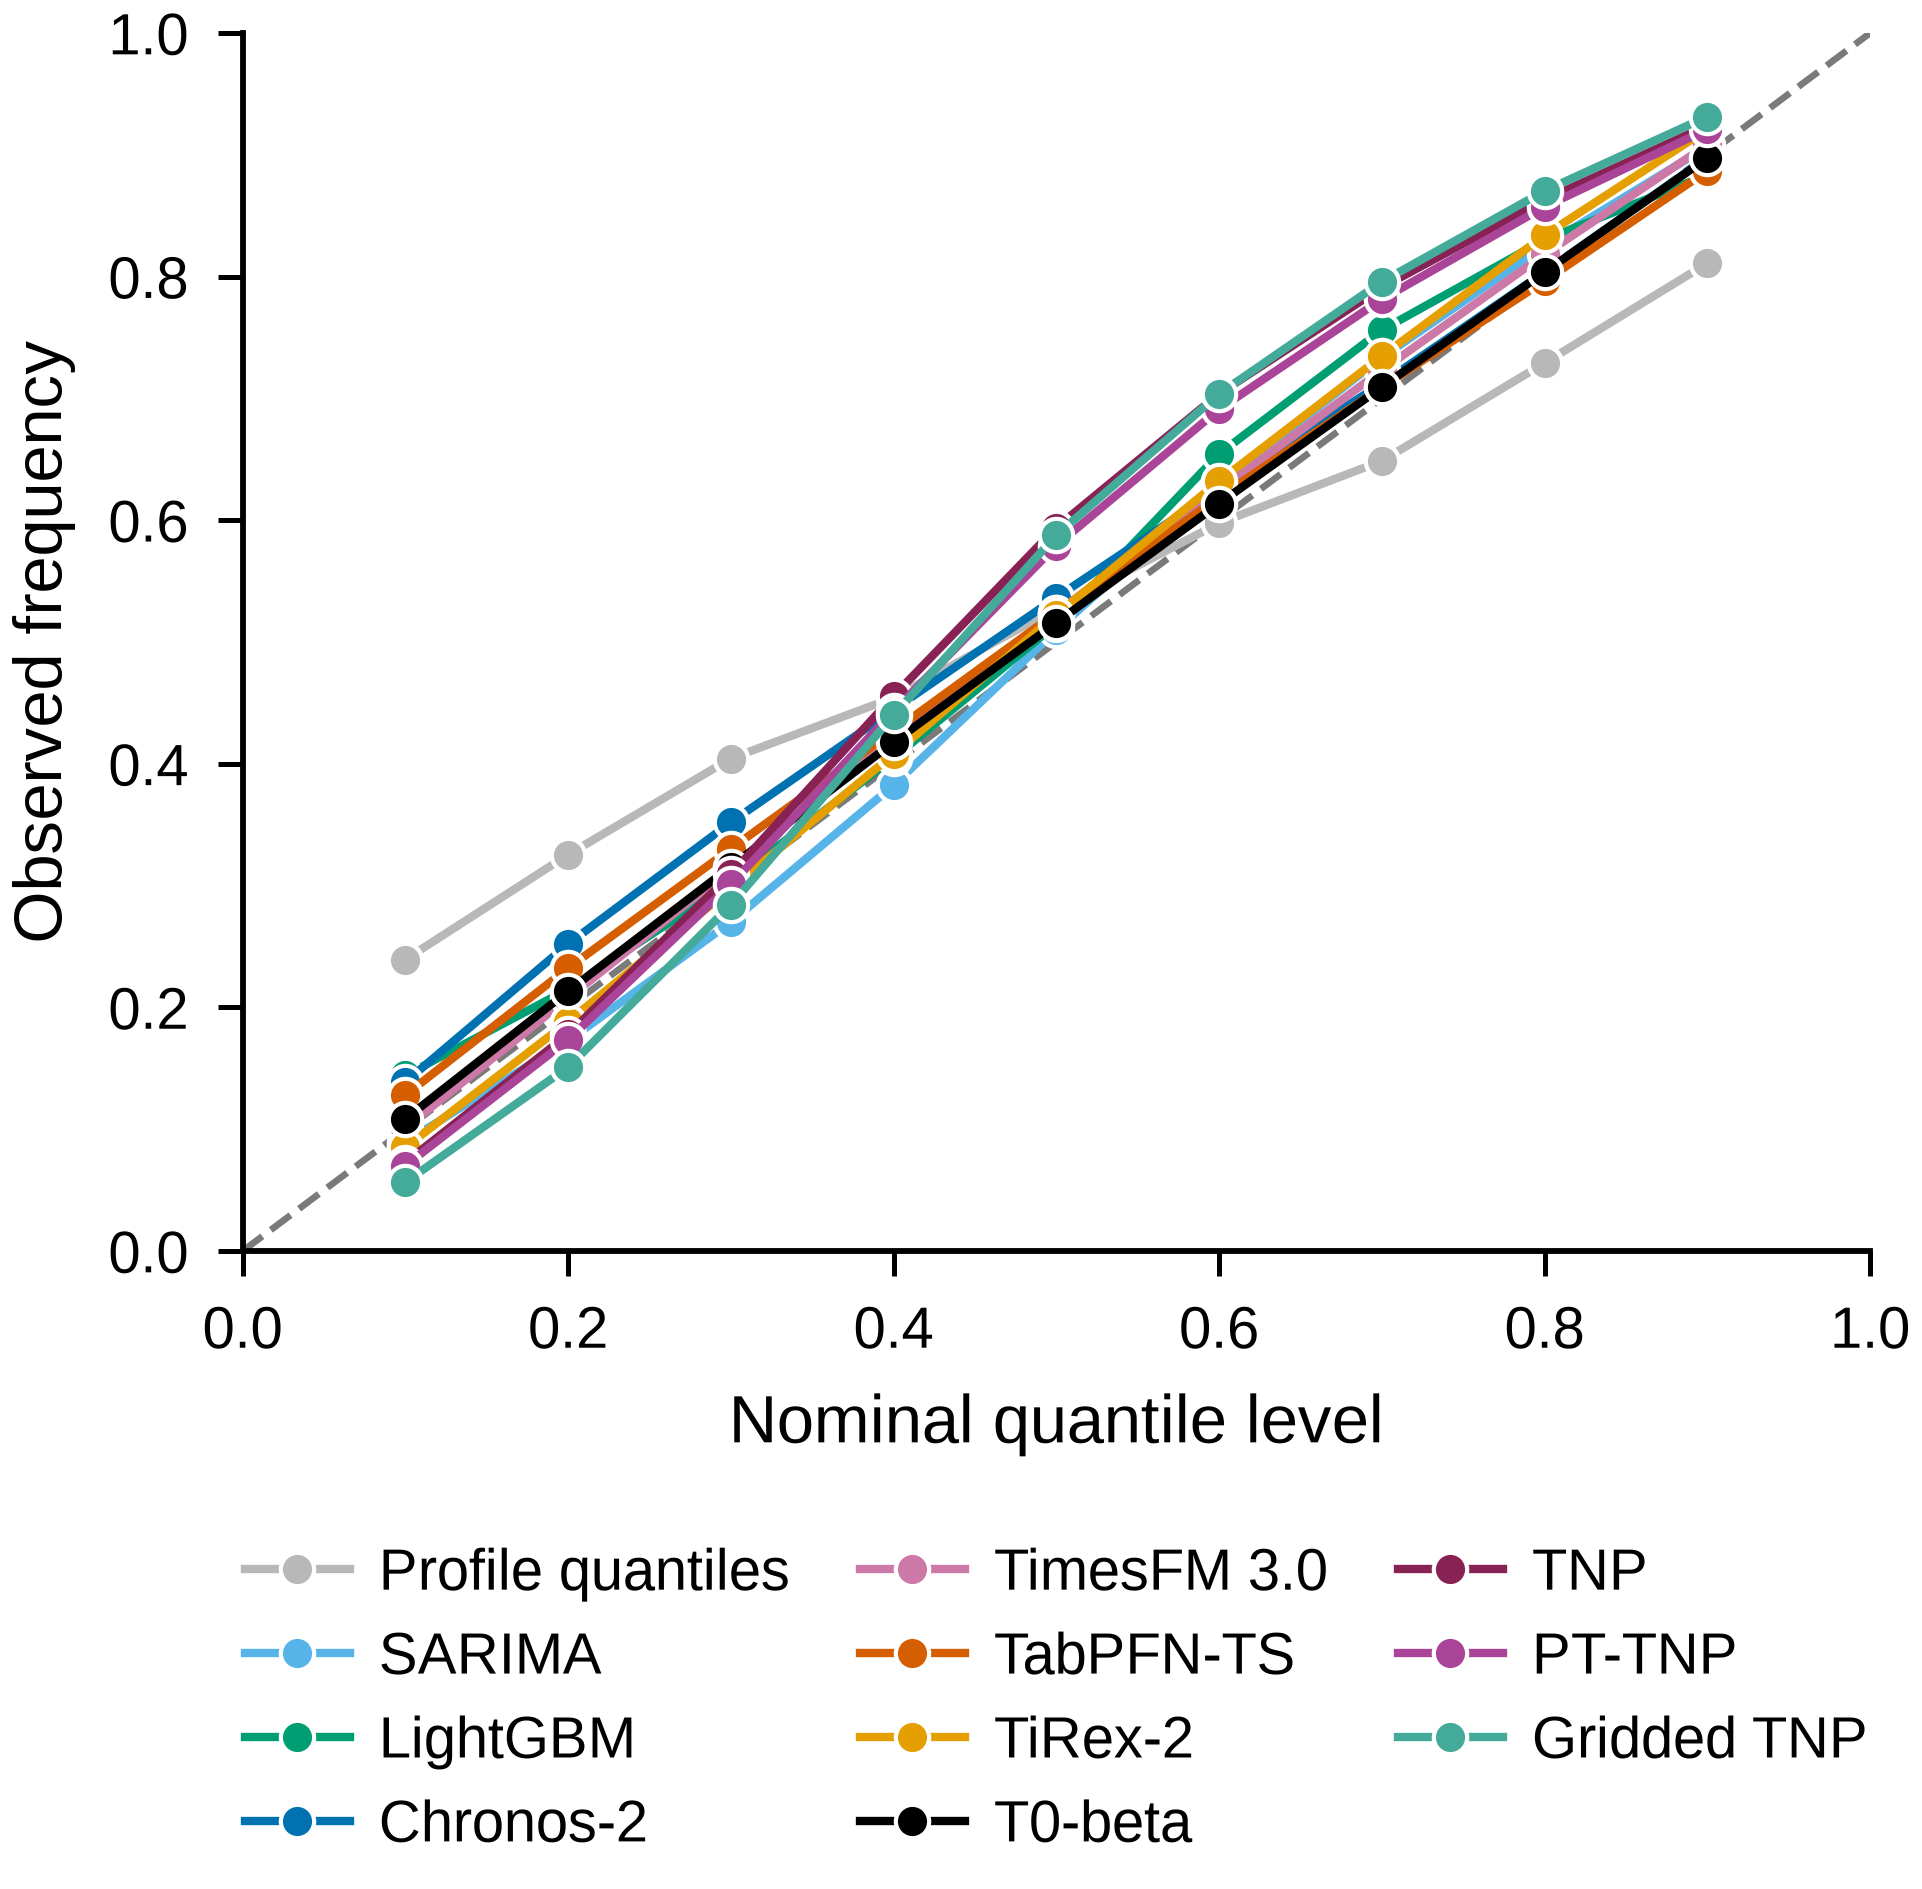 1.0
0.8
0.6
0.4
0.2
0.0
Observed frequency
0.0 0.2 0.4 0.6 0.8 1.0
Nominal quantile level
Profile quantiles
SARIMA
LightGBM
Chronos-2
TimesFM 3.0
TabPFN-TS
TiRex-2
T0-beta
TNP
PT-TNP
Gridded TNP